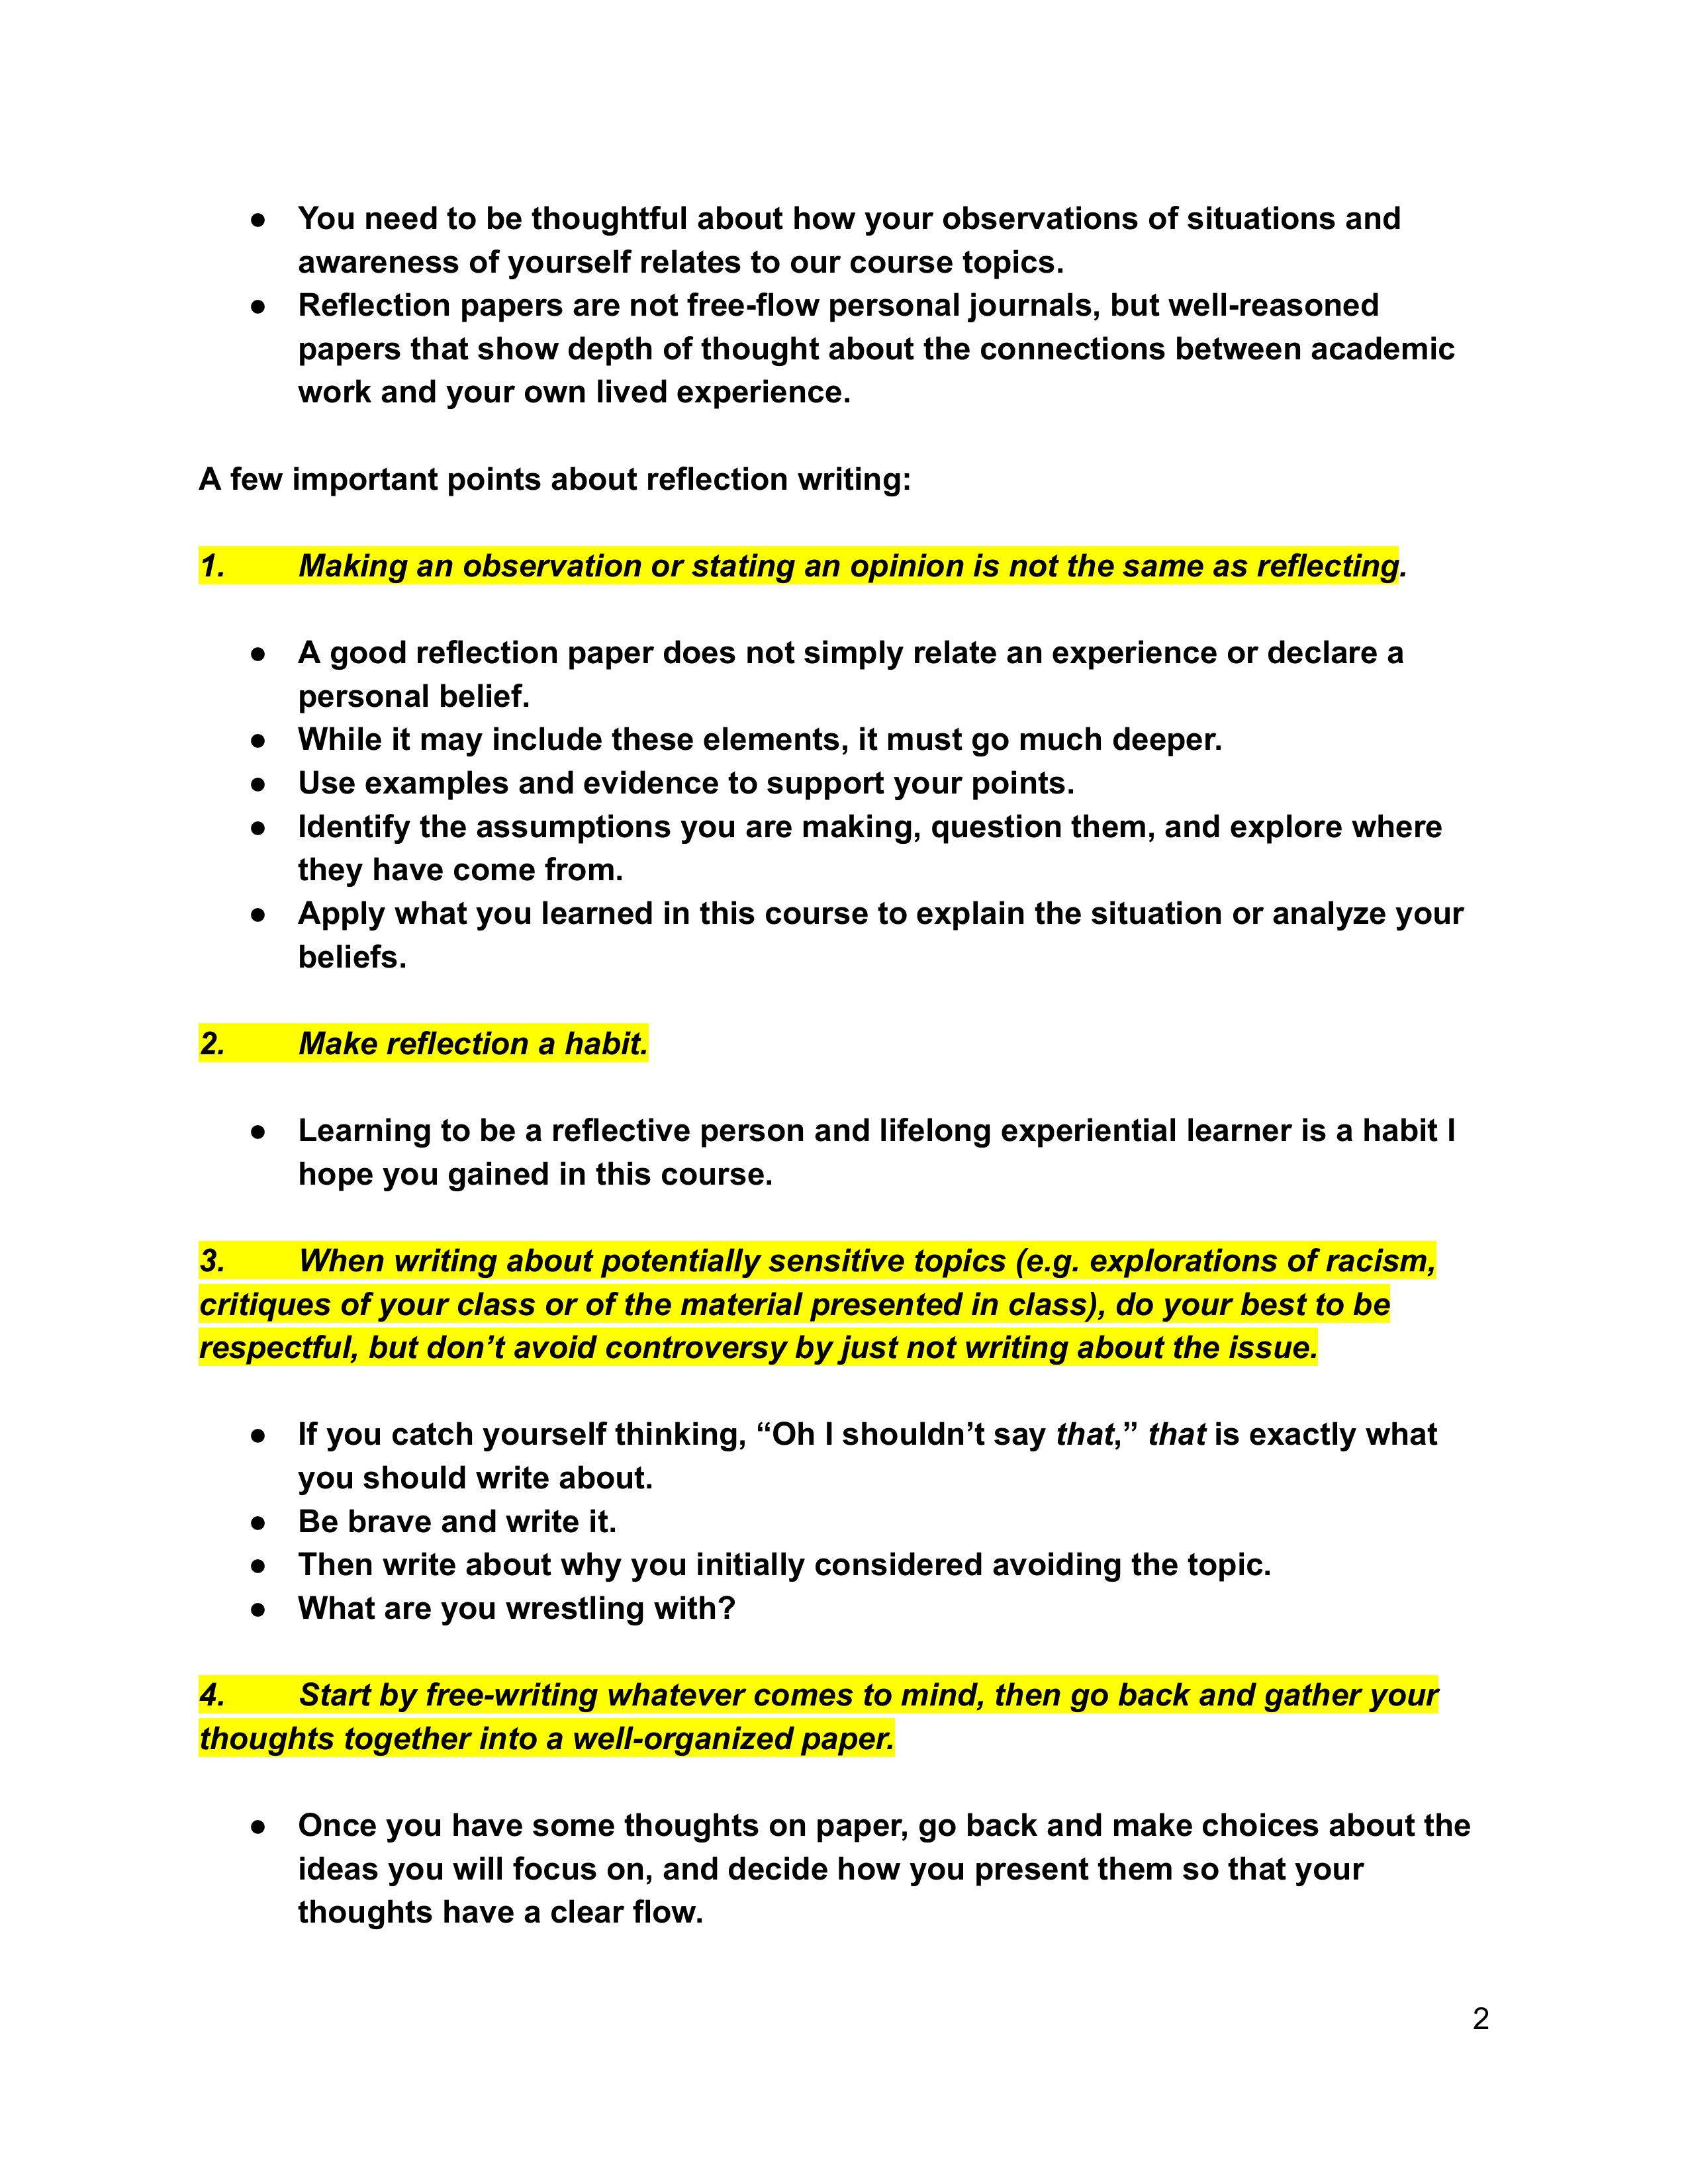 ● You need to be thoughtful about how your observations of situations and
awareness of yourself relates to our course topics.
● Reflection papers are not free-flow personal journals, but well-reasoned
papers that show depth of thought about the connections between academic
work and your own lived experience.
A few important points about reflection writing:
1. Making an observation or stating an opinion is not the same as reflecting.
● A good reflection paper does not simply relate an experience or declare a
personal belief.
● While it may include these elements, it must go much deeper.
● Use examples and evidence to support your points.
● Identify the assumptions you are making, question them, and explore where
they have come from.
● Apply what you learned in this course to explain the situation or analyze your
beliefs.
2. Make reflection a habit.
● Learning to be a reflective person and lifelong experiential learner is a habit I
hope you gained in this course.
3. When writing about potentially sensitive topics (e.g. explorations of racism,
critiques of your class or of the material presented in class), do your best to be
respectful, but don’t avoid controversy by just not writing about the issue.
● If you catch yourself thinking, “Oh I shouldn’t say that,” that is exactly what
you should write about.
● Be brave and write it.
● Then write about why you initially considered avoiding the topic.
● What are you wrestling with?
4. Start by free-writing whatever comes to mind, then go back and gather your
thoughts together into a well-organized paper.
● Once you have some thoughts on paper, go back and make choices about the
ideas you will focus on, and decide how you present them so that your
thoughts have a clear flow.
2